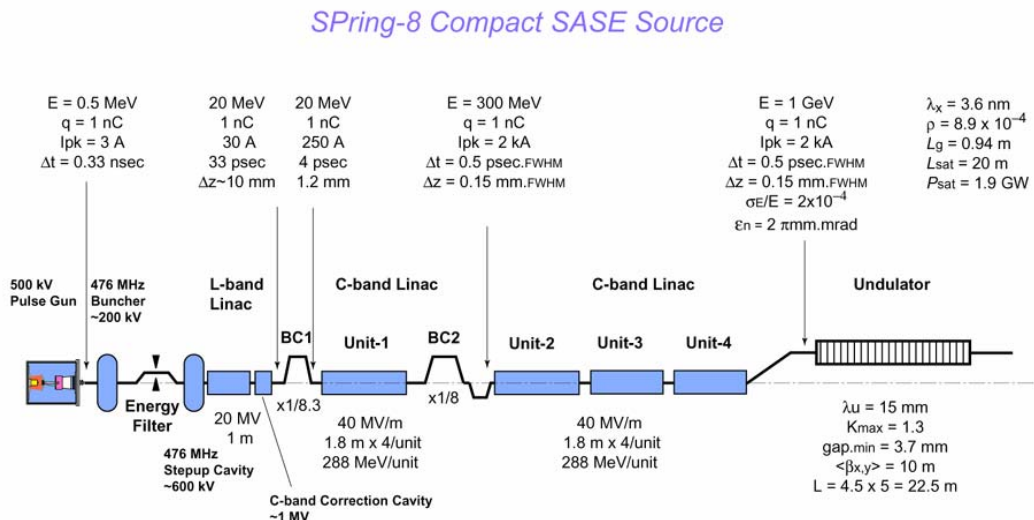 SPring-8 Compact SASE Source
E = 0.5 MeV
q = 1 nC
Ipk = 3 A
Δt = 0.33 nsec
20 MeV
1 nC
30 A
33 psec
Δz~10 mm
20 MeV
1 nC
250 A
4 psec
1.2 mm
E = 300 MeV
q = 1nC
Ipk = 2 kA
Δt = 0.5 psec.FWHM
Δz = 0.15 mm.FWHM
E = 1 GeV
q = 1nC
Ipk = 2 kA
Δt = 0.5 psec.FWHM
Δz = 0.15 mm.FWHM
σE/E = 2x10⁻⁴
εn = 2 πmm.mrad
λx = 3.6 nm
ρ = 8.9 x 10⁻⁴
Lg = 0.94 m
Lsat = 20 m
Psat = 1.9 GW
500 kV
Pulse Gun
476 MHz
Buncher
~200 kV
L-band
Linac
C-band Linac
C-band Linac
Undulator
BC1
Unit-1
BC2
Unit-2
Unit-3
Unit-4
Energy
Filter
20 MV
1 m
x1/8.3
40 MV/m
1.8 m x 4/unit
288 MeV/unit
x1/8
40 MV/m
1.8 m x 4/unit
288 MeV/unit
λu = 15 mm
Kmax = 1.3
gap.min = 3.7 mm
<βx,y> = 10 m
L = 4.5 x 5 = 22.5 m
476 MHz
Stepup Cavity
~600 kV
C-band Correction Cavity
~1 MV